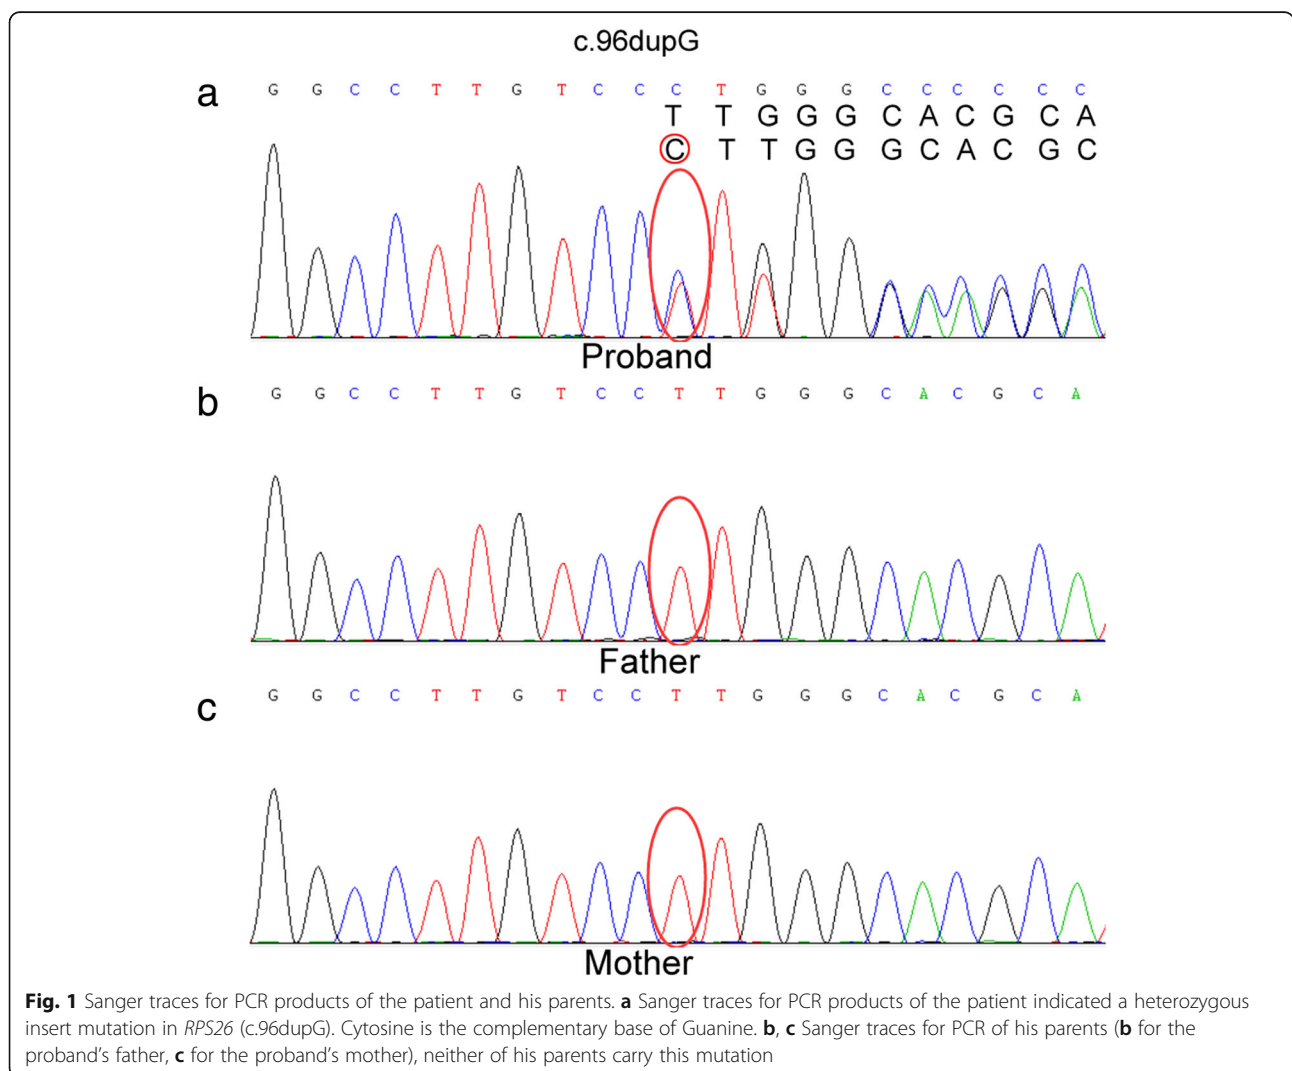 c.96dupG
a G G C C T T G T C C C T G G G C C C C C
T T G G G C A C G C A
C T T G G G C A C G C
Proband
b G G C C T T G T C C T T G G G C A C G C A
Father
c G G C C T T G T C C T T G G G C A C G C A
Mother
Fig. 1 Sanger traces for PCR products of the patient and his parents. a Sanger traces for PCR products of the patient indicated a heterozygous
insert mutation in RPS26 (c.96dupG). Cytosine is the complementary base of Guanine. b, c Sanger traces for PCR of his parents (b for the
proband's father, c for the proband's mother), neither of his parents carry this mutation